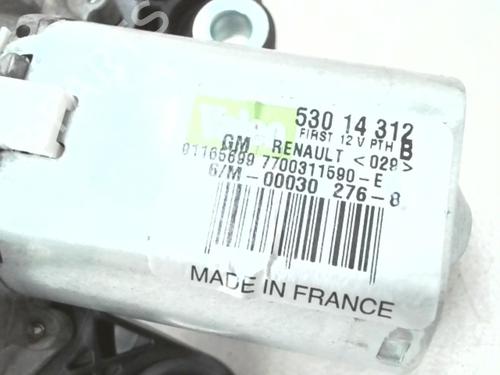 Valeo 530 14 312
FIRST 12 V PTH B
GM RENAULT <028>
01165699 7700311590-E
6/M-00030 276-8
MADE IN FRANCE